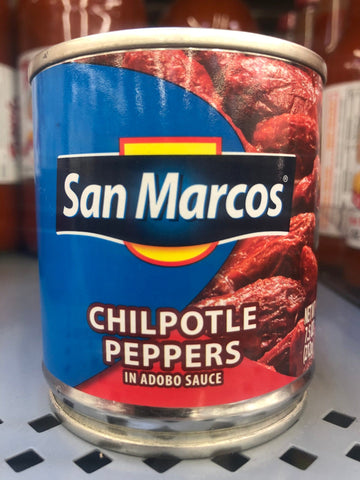 San Marcos®
CHILPOTLE
PEPPERS
IN ADOBO SAUCE